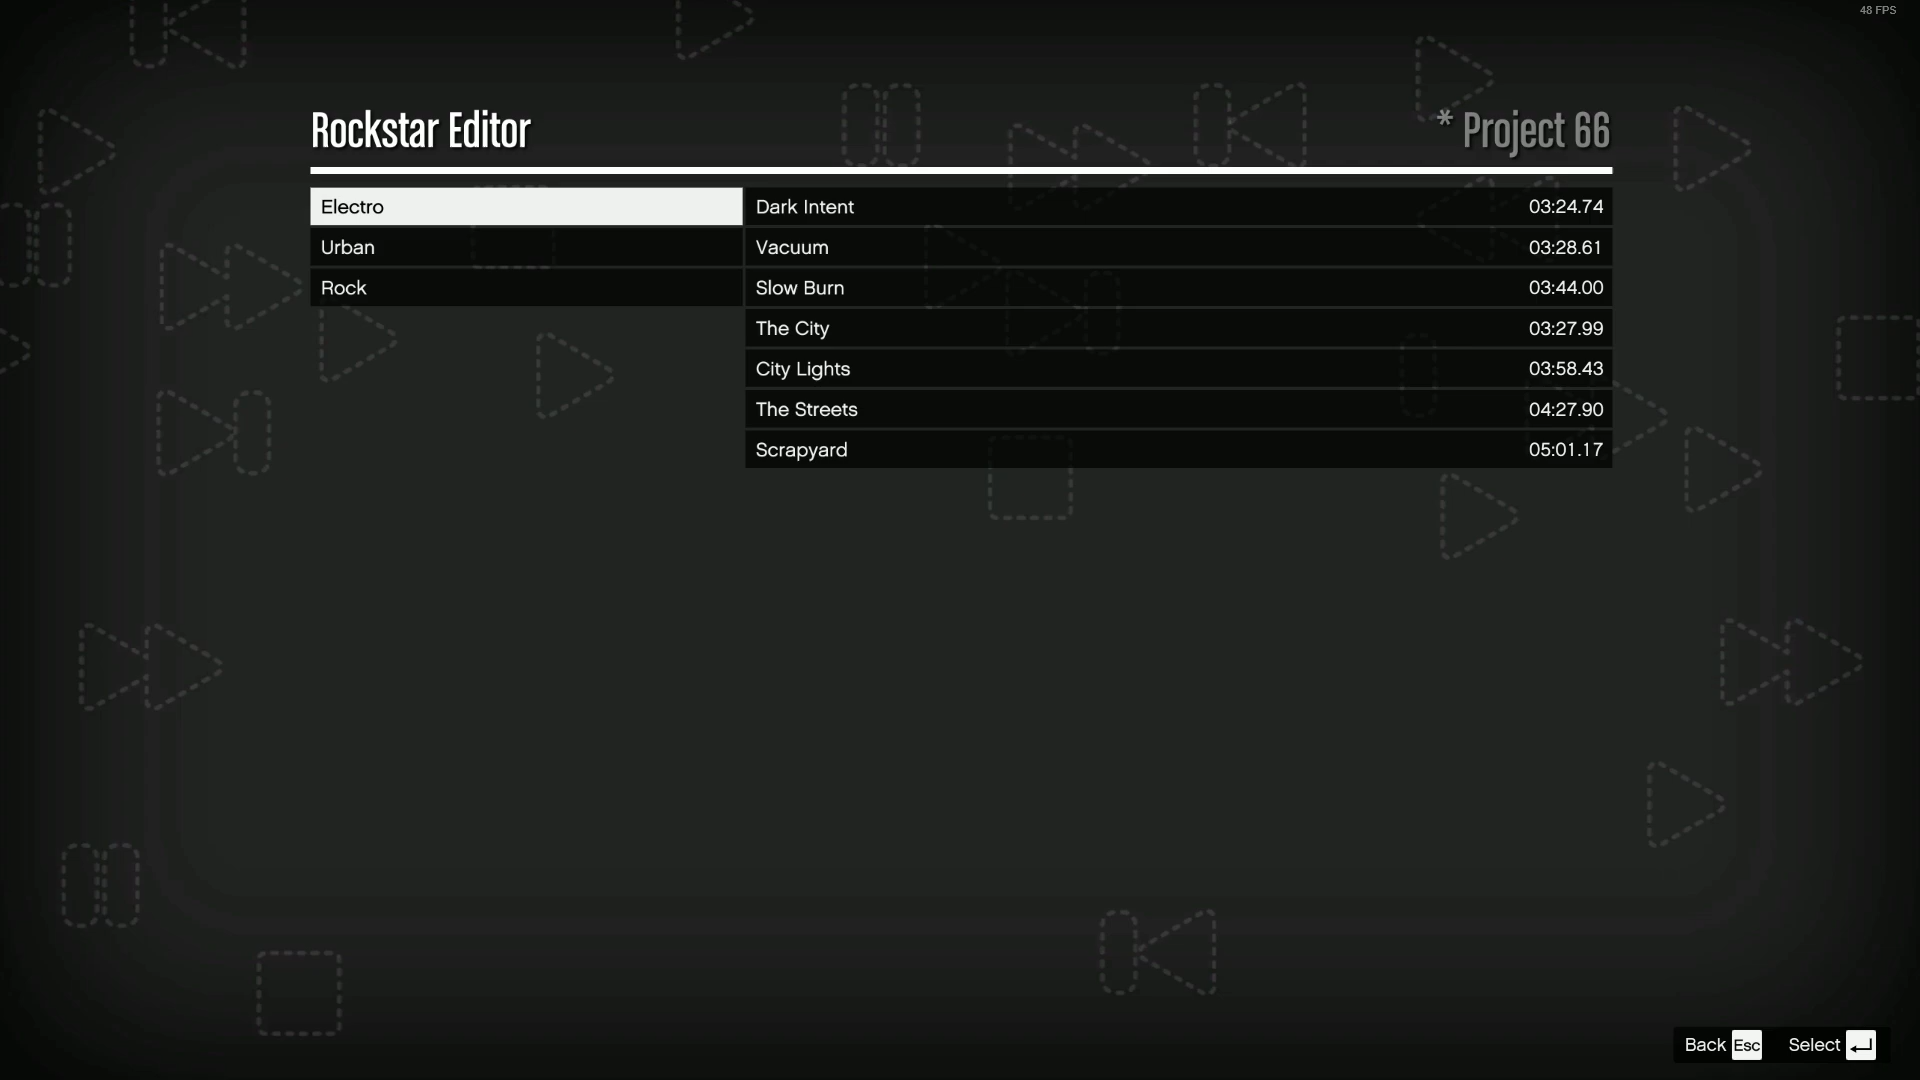 48 FPS
Rockstar Editor
* Project 66
Electro
Urban
Rock
Dark Intent 03:24.74
Vacuum 03:28.61
Slow Burn 03:44.00
The City 03:27.99
City Lights 03:58.43
The Streets 04:27.90
Scrapyard 05:01.17
Back Esc Select